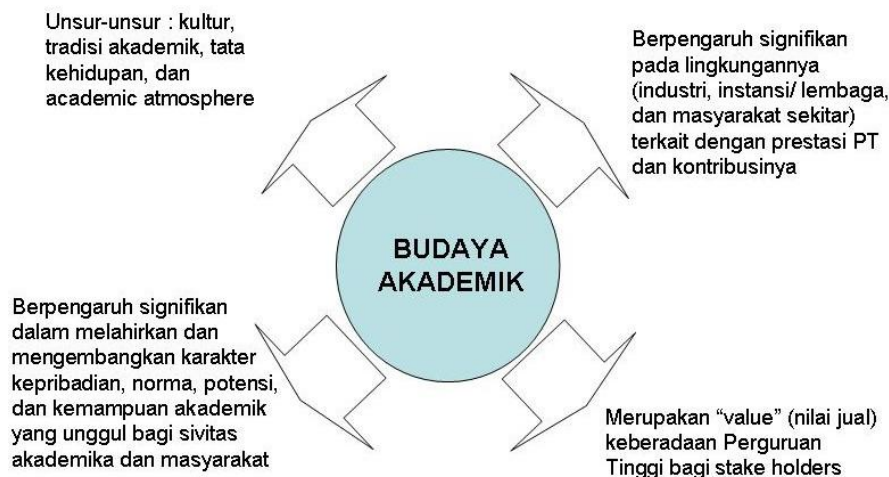 Unsur-unsur : kultur,
tradisi akademik, tata
kehidupan, dan
academic atmosphere
Berpengaruh signifikan
pada lingkungannya
(industri, instansi/ lembaga,
dan masyarakat sekitar)
terkait dengan prestasi PT
dan kontribusinya
BUDAYA
AKADEMIK
Berpengaruh signifikan
dalam melahirkan dan
mengembangkan karakter
kepribadian, norma, potensi,
dan kemampuan akademik
yang unggul bagi sivitas
akademika dan masyarakat
Merupakan “value” (nilai jual)
keberadaan Perguruan
Tinggi bagi stake holders